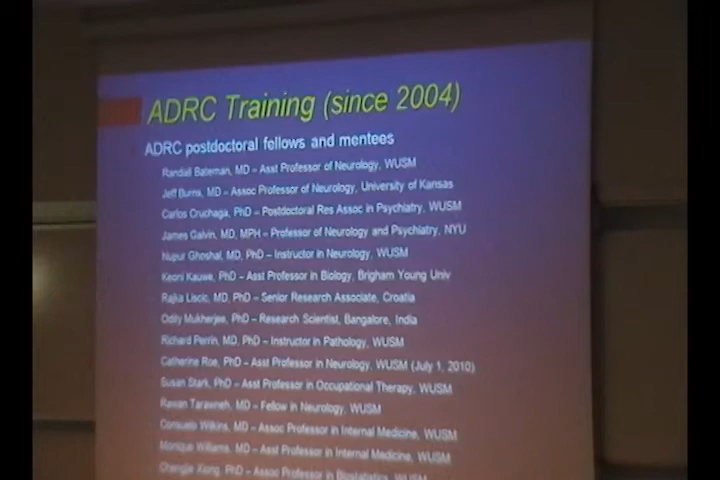 ADRC Training (since 2004)
ADRC postdoctoral fellows and mentees
Randall Bateman, MD – Asst Professor of Neurology, WUSM
Jeff Burns, MD – Assoc Professor of Neurology, University of Kansas
Carlos Cruchaga, PhD – Postdoctoral Res Assoc in Psychiatry, WUSM
James Galvin, MD, MPH – Professor of Neurology and Psychiatry, NYU
Nupur Ghoshal, MD, PhD – Instructor in Neurology, WUSM
Keoni Kauwe, PhD – Asst Professor in Biology, Brigham Young Univ
Rajka Liscic, MD, PhD – Senior Research Associate, Croatia
Odity Mukherjee, PhD – Research Scientist, Bangalore, India
Richard Perrin, MD, PhD – Instructor in Pathology, WUSM
Catherine Roe, PhD – Asst Professor in Neurology, WUSM (July 1, 2010)
Susan Stark, PhD – Asst Professor in Occupational Therapy, WUSM
Rawan Tarawneh, MD – Fellow in Neurology, WUSM
Consuelo Wilkins, MD – Assoc Professor in Internal Medicine, WUSM
Monique Williams, MD – Asst Professor in Internal Medicine, WUSM
Chengjie Xiong, PhD – Assoc Professor in Biostatistics, WUSM